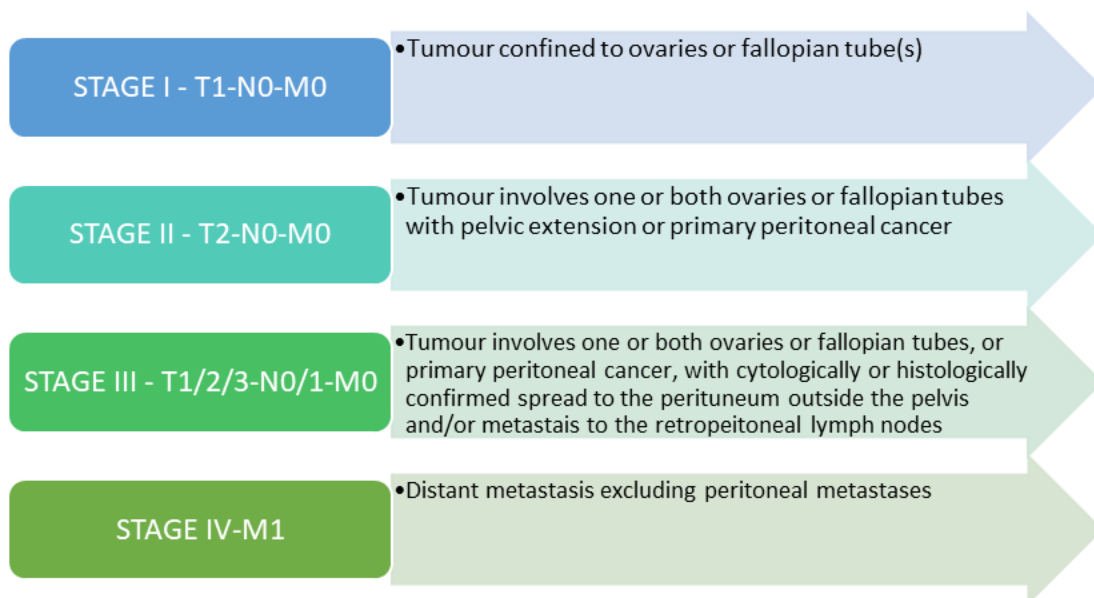 STAGE I - T1-N0-M0
•Tumour confined to ovaries or fallopian tube(s)
STAGE II - T2-N0-M0
•Tumour involves one or both ovaries or fallopian tubes
with pelvic extension or primary peritoneal cancer
STAGE III - T1/2/3-N0/1-M0
•Tumour involves one or both ovaries or fallopian tubes, or
primary peritoneal cancer, with cytologically or histologically
confirmed spread to the perituneum outside the pelvis
and/or metastais to the retropeitoneal lymph nodes
STAGE IV-M1
•Distant metastasis excluding peritoneal metastases